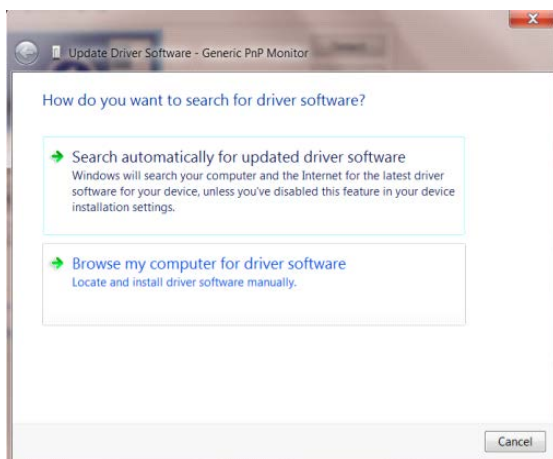 Update Driver Software - Generic PnP Monitor
How do you want to search for driver software?
Search automatically for updated driver software
Windows will search your computer and the Internet for the latest driver
software for your device, unless you've disabled this feature in your device
installation settings.
Browse my computer for driver software
Locate and install driver software manually.
Cancel